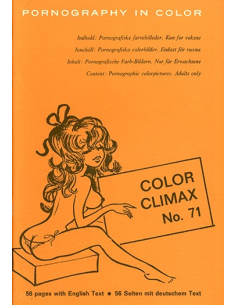 PORNOGRAPHY IN COLOR
Indhold: Pornografiske farvebilleder. Kun for voksne
Innehåll: Pornografiska colorbilder. Endast för vuxna
Inhalt: Pornografische Farb-Bildern. Nur für Erwachsene
Content: Pornographic colorpictures. Adults only
COLOR
CLIMAX
No. 71
56 pages with English Text ● 56 Seiten mit deutschem Text